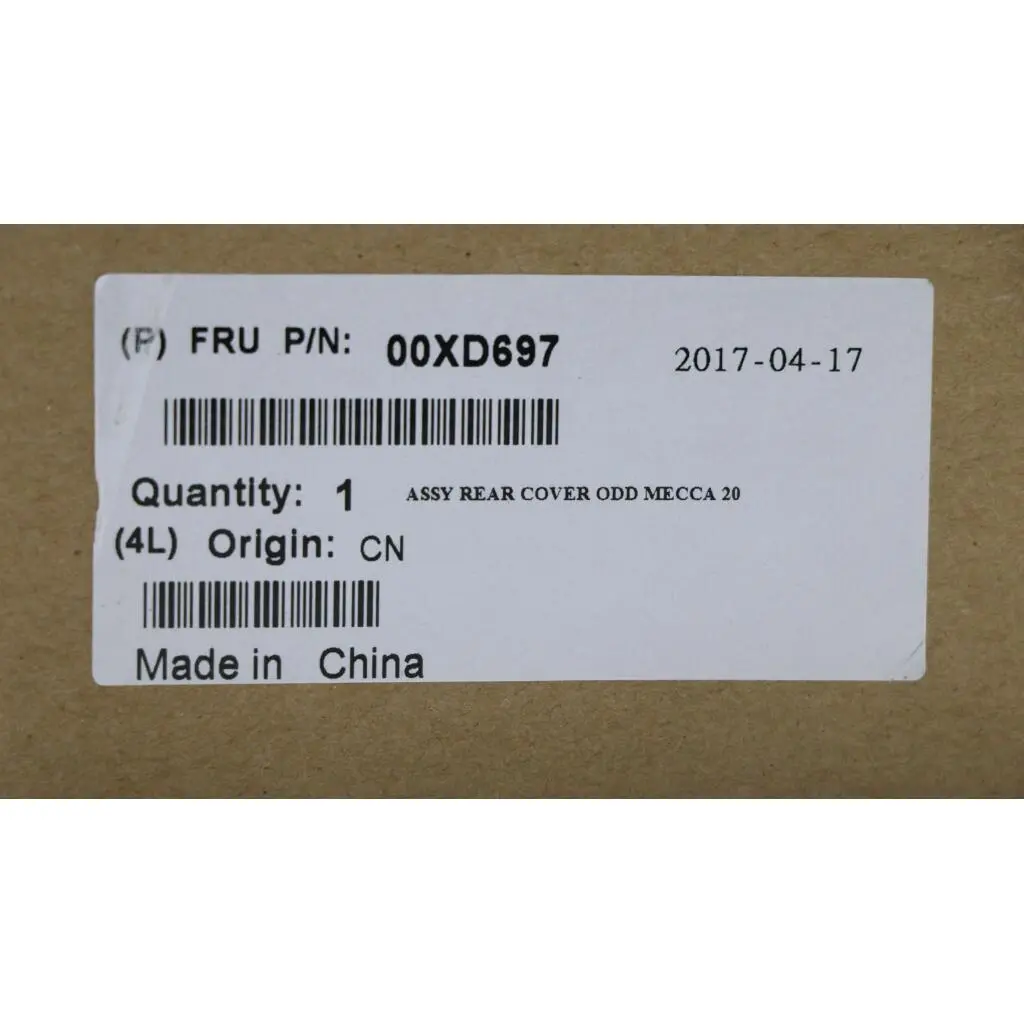 (P) FRU P/N: 00XD697 2017-04-17
Quantity: 1 ASSY REAR COVER ODD MECCA 20
(4L) Origin: CN
Made in China